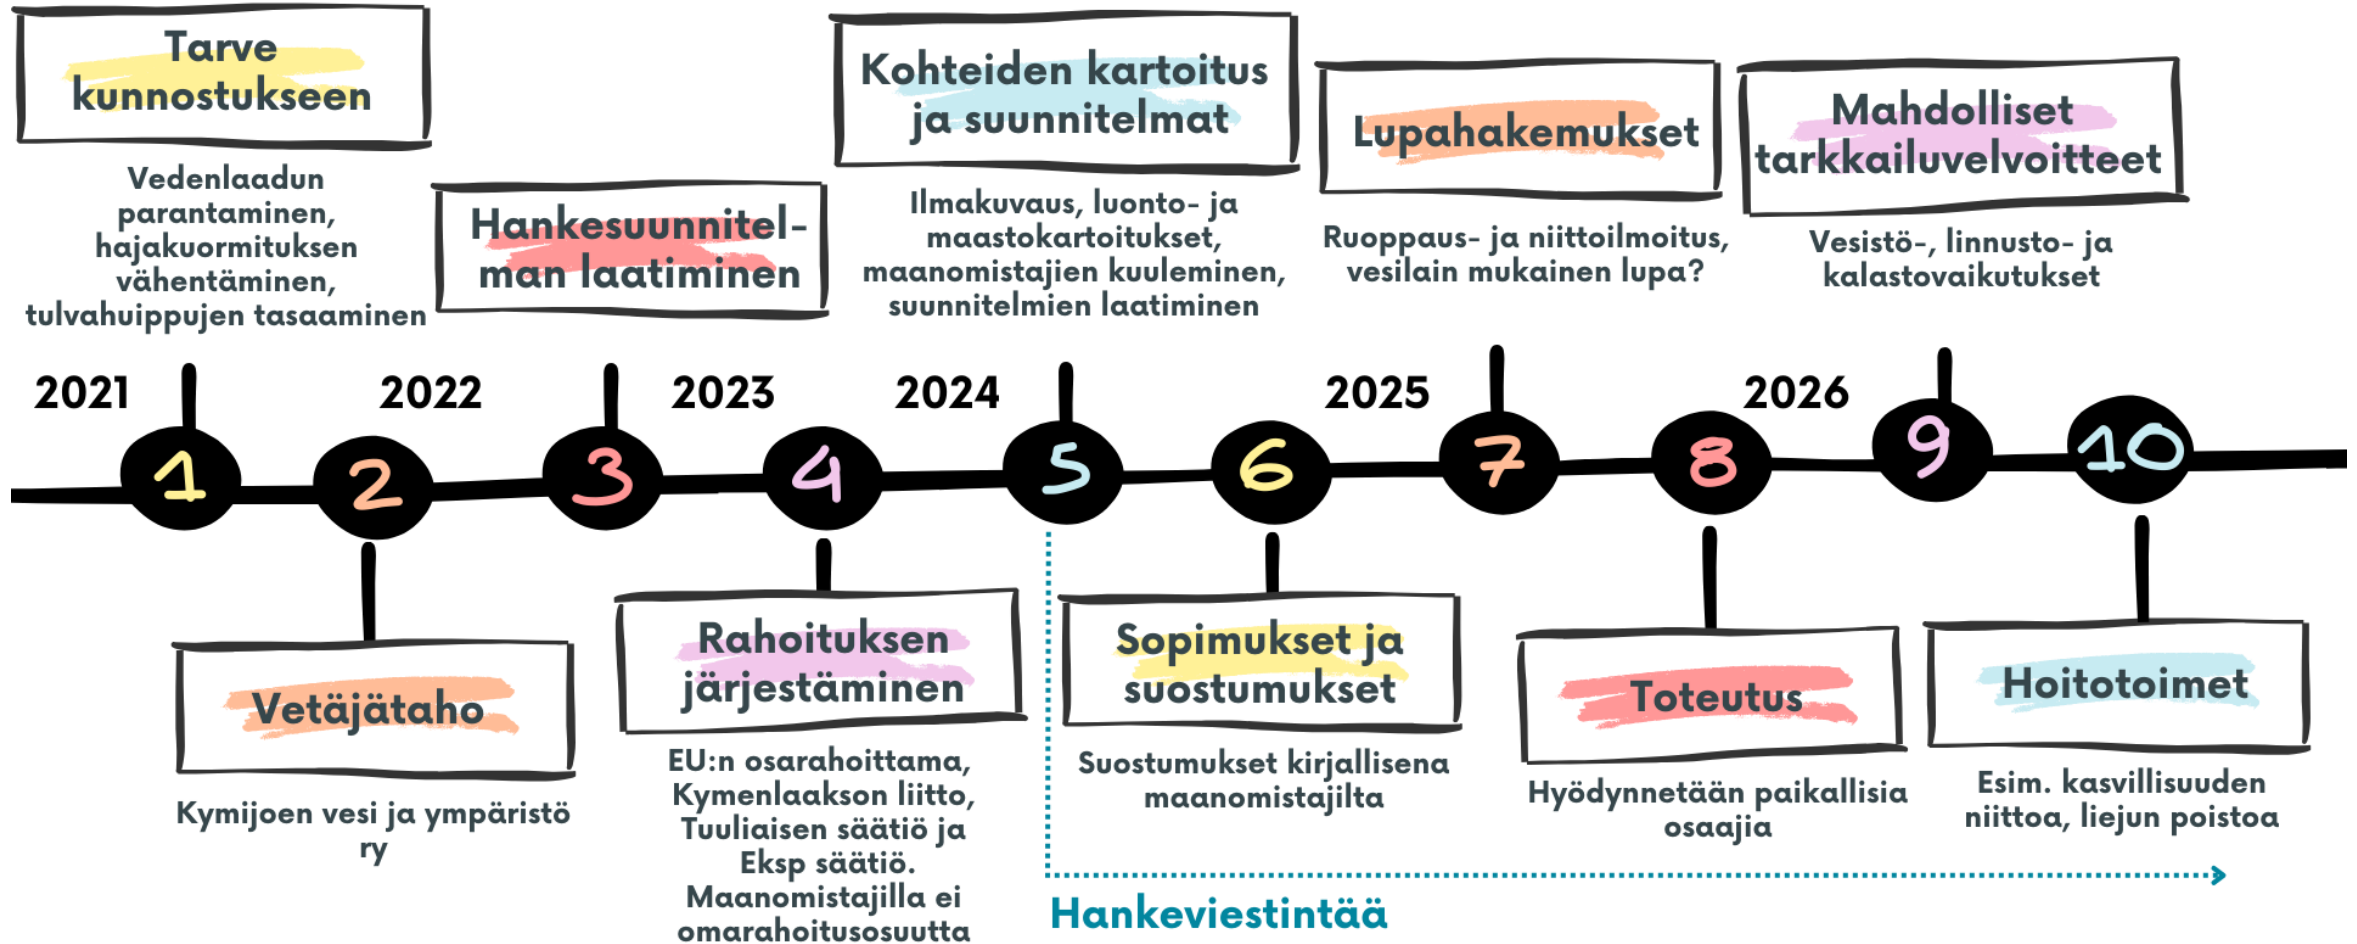 Tarve
kunnostukseen
Vedenlaadun
parantaminen,
hajakuormituksen
vähentäminen,
tulvahuippujen tasaaminen
Hankesuunnitel-
man laatiminen
Kohteiden kartoitus
ja suunnitelmat
Ilmakuvaus, luonto- ja
maastokartoitukset,
maanomistajien kuuleminen,
suunnitelmien laatiminen
Lupahakemukset
Ruoppaus- ja niittoilmoitus,
vesilain mukainen lupa?
Mahdolliset
tarkkailuvelvoitteet
Vesistö-, linnusto- ja
kalastovaikutukset
2021
2022
2023
2024
2025
2026
1
2
3
4
5
6
7
8
9
10
Vetäjätaho
Kymijoen vesi ja ympäristö
ry
Rahoituksen
järjestäminen
EU:n osarahoittama,
Kymenlaakson liitto,
Tuuliaisen säätiö ja
Eksp säätiö.
Maanomistajilla ei
omarahoitusosuutta
Sopimukset ja
suostumukset
Suostumukset kirjallisena
maanomistajilta
Toteutus
Hyödynnetään paikallisia
osaajia
Hoitotoimet
Esim. kasvillisuuden
niittoa, liejun poistoa
Hankeviestintää